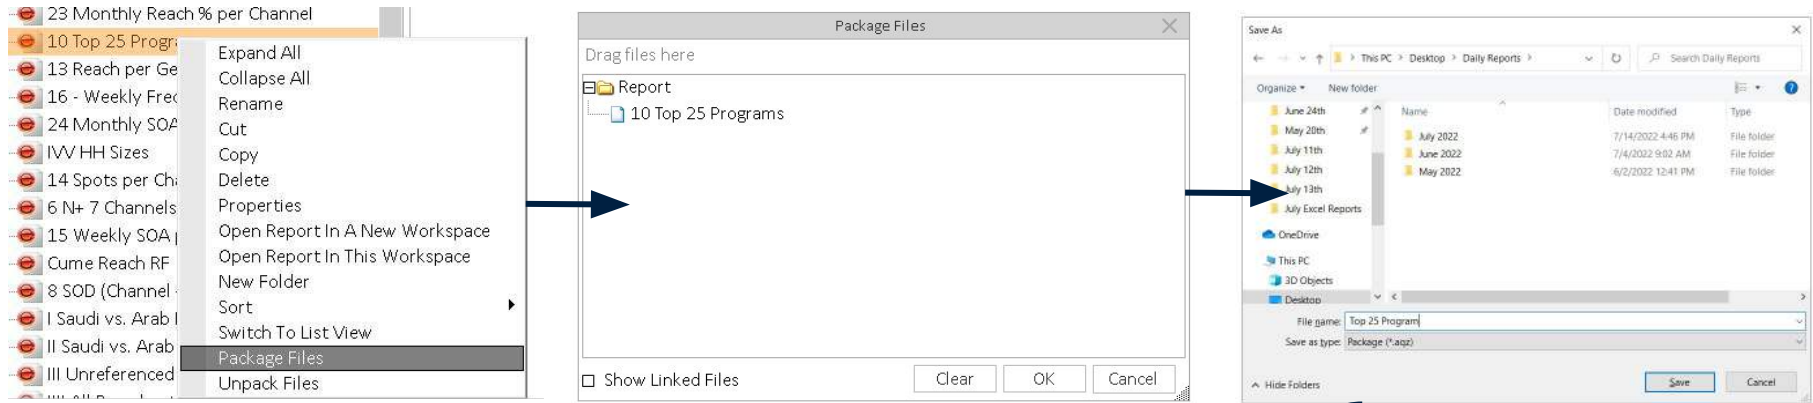 23 Monthly Reach % per Channel
10 Top 25 Progra
13 Reach per Ge
16 - Weekly Freq
24 Monthly SOA
IVV HH Sizes
14 Spots per Cha
6 N+ 7 Channels
15 Weekly SOA
Cume Reach RF
8 SOD (Channel
I Saudi vs. Arab
II Saudi vs. Arab
III Unreferenced
Expand All
Collapse All
Rename
Cut
Copy
Delete
Properties
Open Report In A New Workspace
Open Report In This Workspace
New Folder
Sort
Switch To List View
Package Files
Unpack Files
Package Files
Drag files here
Report
10 Top 25 Programs
Show Linked Files
Clear
OK
Cancel
Save As
This PC > Desktop > Daily Reports >
Search Daily Reports
Organize
New folder
June 24th
May 20th
July 11th
July 12th
July 13th
July Excel Reports
OneDrive
This PC
3D Objects
Desktop
Name Date modified Type
July 2022 7/14/2022 4:46 PM File folder
June 2022 7/4/2022 9:02 AM File folder
May 2022 6/2/2022 12:41 PM File folder
File name: Top 25 Program
Save as type: Package (*.aqz)
Hide Folders
Save
Cancel